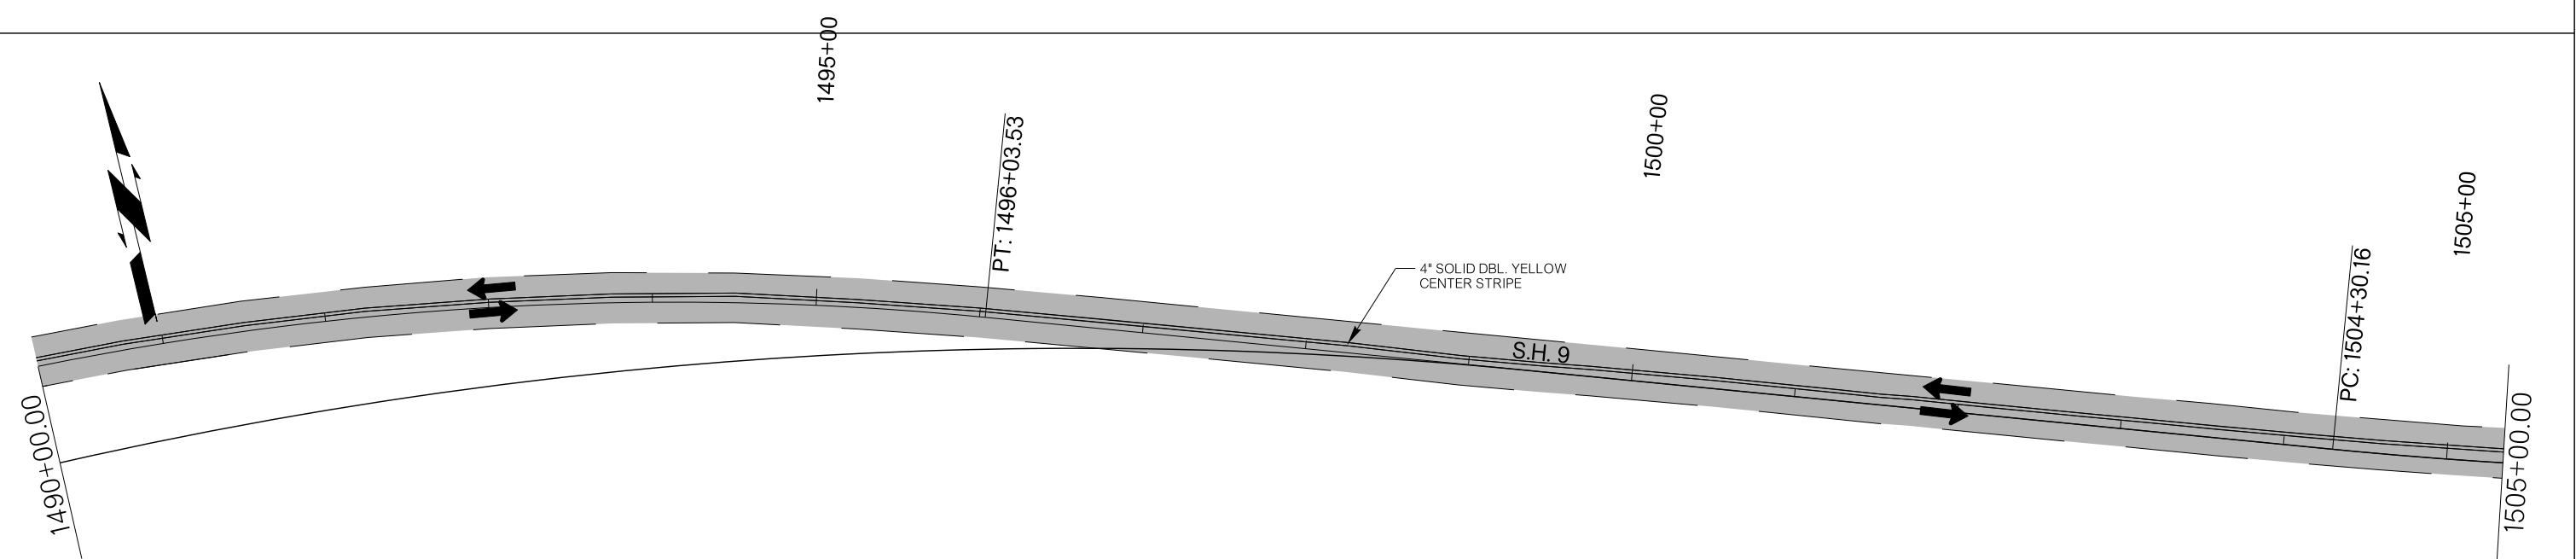 1495+00
PT: 1496+03.53
1500+00
1505+00
4" SOLID DBL. YELLOW
CENTER STRIPE
S.H. 9
PC: 1504+30.16
1490+00.00
1505+00.00